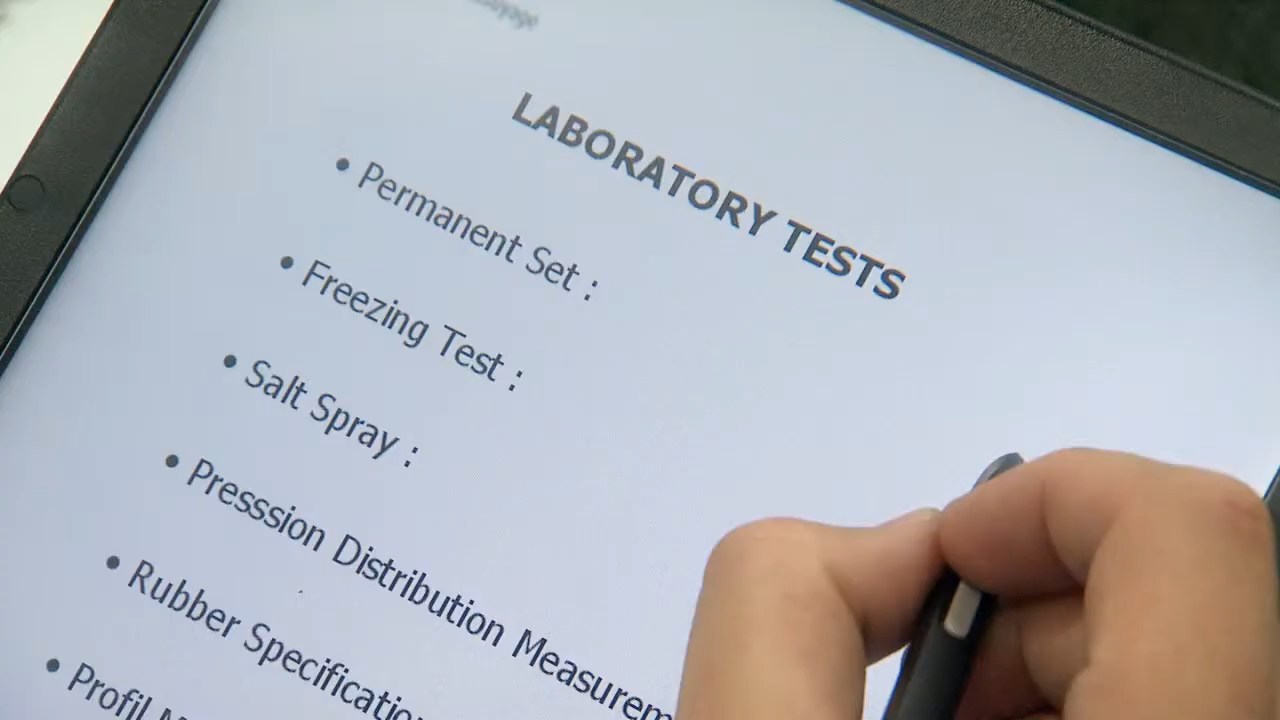 LABORATORY TESTS
• Permanent Set :
• Freezing Test :
• Salt Spray :
• Presssion Distribution Measurem
• Rubber Specificatio
• Profil M